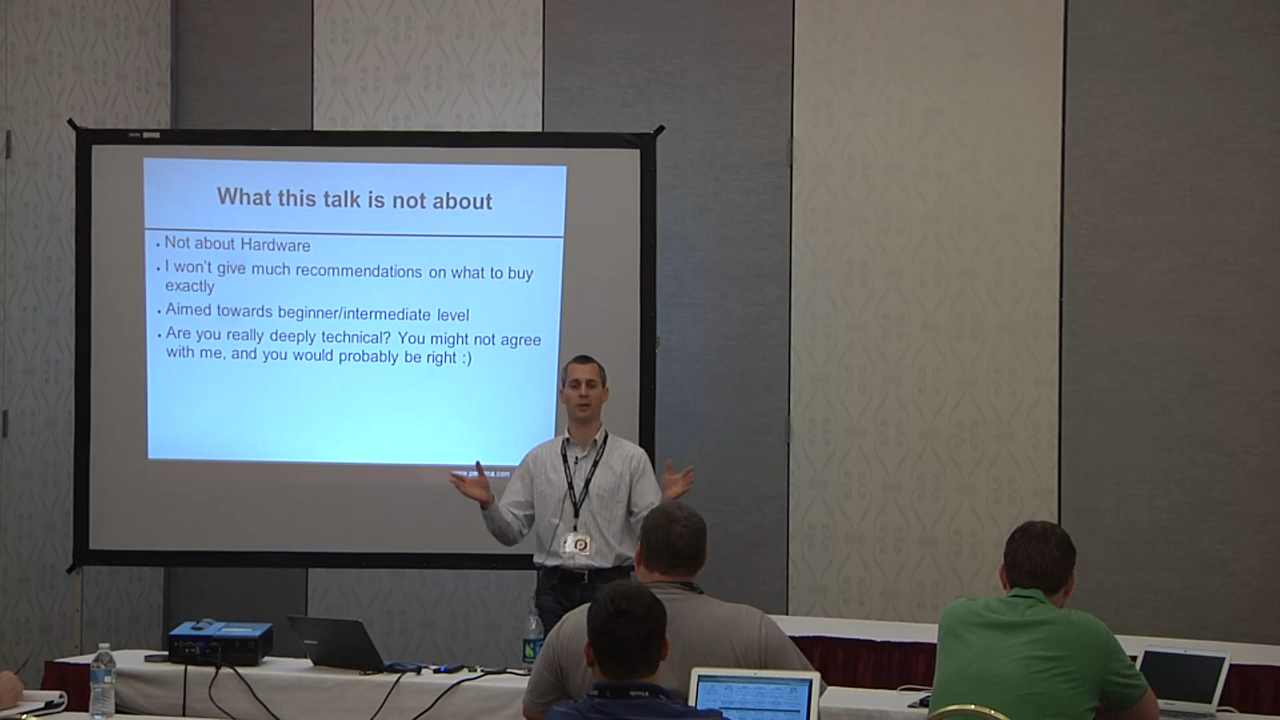 What this talk is not about
• Not about Hardware
• I won't give much recommendations on what to buy
exactly
• Aimed towards beginner/intermediate level
• Are you really deeply technical? You might not agree
with me, and you would probably be right :)